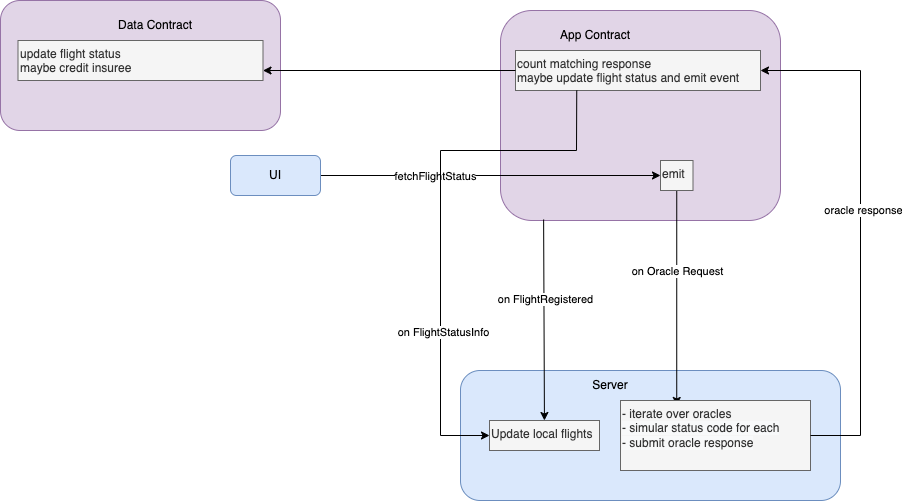 Data Contract
update flight status
maybe credit insuree
App Contract
count matching response
maybe update flight status and emit event
UI
fetchFlightStatus
emit
oracle response
on Oracle Request
on FlightRegistered
on FlightStatusInfo
Server
Update local flights
- iterate over oracles
- simular status code for each
- submit oracle response